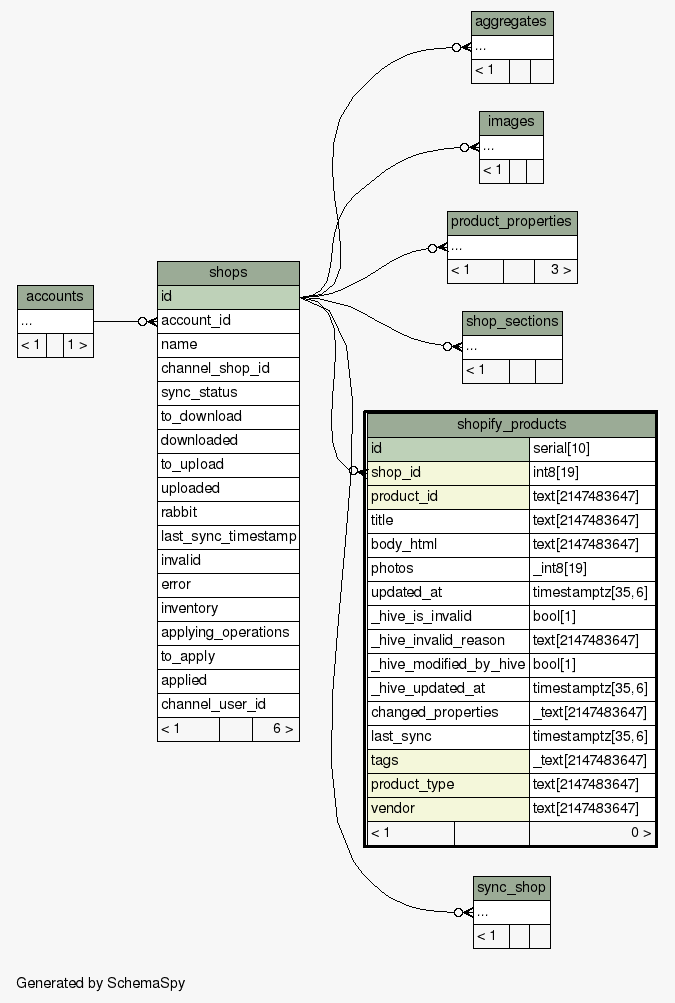 aggregates
...
< 1
images
...
< 1
product_properties
...
< 1 3 >
shop_sections
...
< 1
accounts
...
< 1 1 >
shops
id
account_id
name
channel_shop_id
sync_status
to_download
downloaded
to_upload
uploaded
rabbit
last_sync_timestamp
invalid
error
inventory
applying_operations
to_apply
applied
channel_user_id
< 1 6 >
shopify_products
id serial[10]
shop_id int8[19]
product_id text[2147483647]
title text[2147483647]
body_html text[2147483647]
photos _int8[19]
updated_at timestamptz[35,6]
_hive_is_invalid bool[1]
_hive_invalid_reason text[2147483647]
_hive_modified_by_hive bool[1]
_hive_updated_at timestamptz[35,6]
changed_properties _text[2147483647]
last_sync timestamptz[35,6]
tags _text[2147483647]
product_type text[2147483647]
vendor text[2147483647]
< 1 0 >
sync_shop
...
< 1
Generated by SchemaSpy